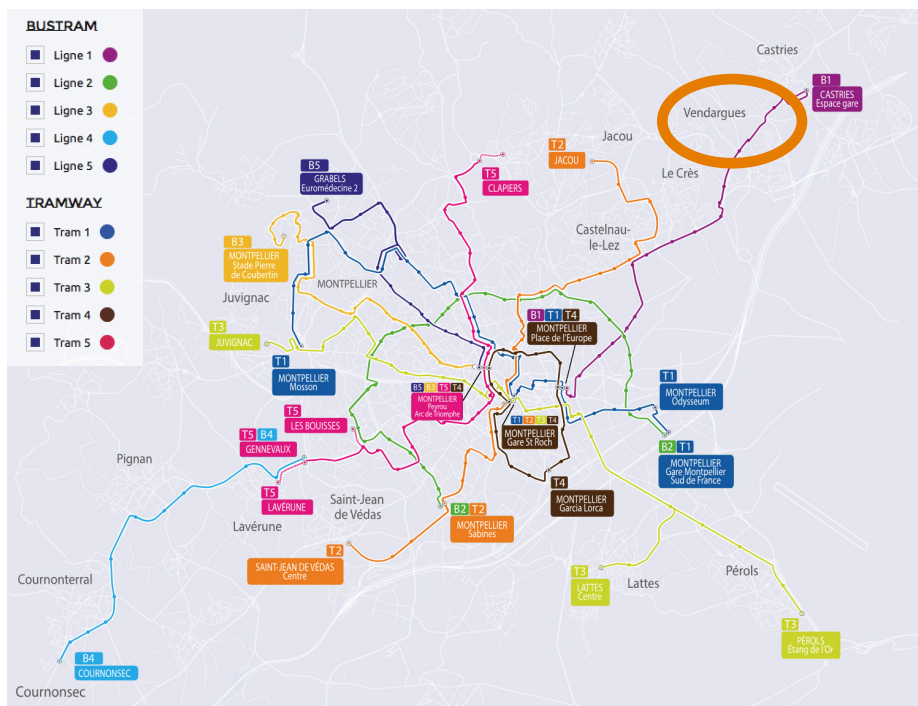 BUSTRAM
Ligne 1
Ligne 2
Ligne 3
Ligne 4
Ligne 5
TRAMWAY
Tram 1
Tram 2
Tram 3
Tram 4
Tram 5
Castries
B1
CASTRIES
Espace gare
Vendargues
Jacou
T2
JACOU
Le Crès
T5
CLAPIERS
B5
GRABELS
Euromédecine 2
Castelnau-
le-Lez
B3
MONTPELLIER
Stade Pierre
de Coubertin
MONTPELLIER
Juvignac
T3
JUVIGNAC
B1 T1 T4
MONTPELLIER
Place de l'Europe
T1
MONTPELLIER
Mosson
B5 B3 T5 T4
MONTPELLIER
Peyrou
Arc de Triomphe
T1
MONTPELLIER
Odysseum
T5
LES BOUISSES
T1 T2 T3 T4
MONTPELLIER
Gare St Roch
T5 B4
GENNEVAUX
B2 T1
MONTPELLIER
Gare Montpellier
Sud de France
Pignan
T5
LAVÉRUNE
Lavérune
Saint-Jean
de Védas
T4
MONTPELLIER
Garcia Lorca
B2 T2
MONTPELLIER
Sabines
T2
SAINT-JEAN DE VÉDAS
Centre
Cournonterral
T3
LATTES
Centre
Lattes
Pérols
T3
PÉROLS
Étang de l'Or
B4
COURNONSEC
Cournonsec